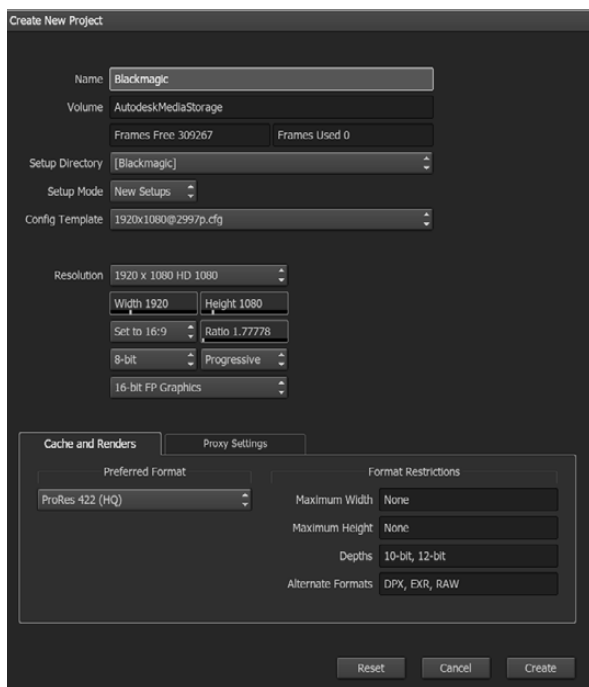 Create New Project
Name Blackmagic
Volume AutodeskMediaStorage
Frames Free 309267 Frames Used 0
Setup Directory [Blackmagic]
Setup Mode New Setups
Config Template 1920x1080@2997p.cfg
Resolution 1920 x 1080 HD 1080
Width 1920 Height 1080
Set to 16:9 Ratio 1.77778
8-bit Progressive
16-bit FP Graphics
Cache and Renders Proxy Settings
Preferred Format Format Restrictions
ProRes 422 (HQ) Maximum Width None
Maximum Height None
Depths 10-bit, 12-bit
Alternate Formats DPX, EXR, RAW
Reset Cancel Create